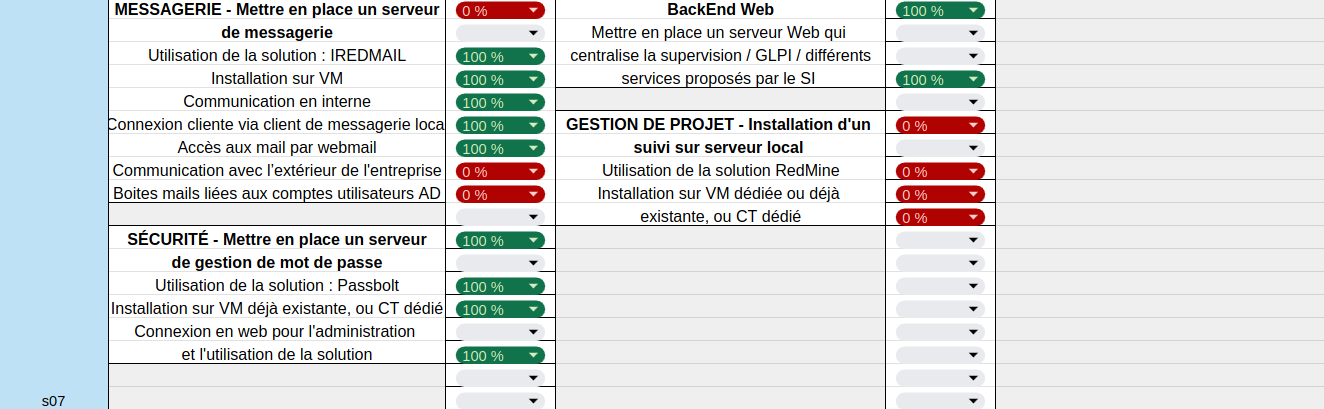 MESSAGERIE - Mettre en place un serveur 0 %
de messagerie
Utilisation de la solution : IREDMAIL 100 %
Installation sur VM 100 %
Communication en interne 100 %
Connexion cliente via client de messagerie loca 100 %
Accès aux mail par webmail 100 %
Communication avec l’extérieur de l'entreprise 0 %
Boites mails liées aux comptes utilisateurs AD 0 %
SÉCURITÉ - Mettre en place un serveur 100 %
de gestion de mot de passe
Utilisation de la solution : Passbolt 100 %
Installation sur VM déjà existante, ou CT dédié 100 %
Connexion en web pour l'administration
et l'utilisation de la solution 100 %
BackEnd Web 100 %
Mettre en place un serveur Web qui
centralise la supervision / GLPI / différents
services proposés par le SI 100 %
GESTION DE PROJET - Installation d'un 0 %
suivi sur serveur local
Utilisation de la solution RedMine 0 %
Installation sur VM dédiée ou déjà 0 %
existante, ou CT dédié 0 %
s07